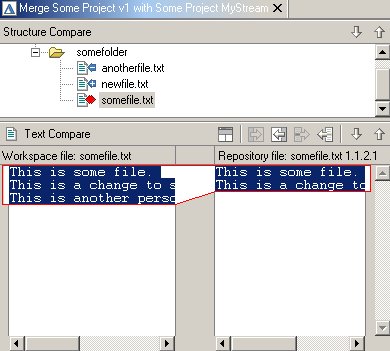 Merge Some Project v1 with Some Project MyStream
Structure Compare
somefolder
anotherfile.txt
newfile.txt
somefile.txt
Text Compare
Workspace file: somefile.txt
Repository file: somefile.txt 1.1.2.1
This is some file.
This is a change to s
This is another perso
This is some file.
This is a change to